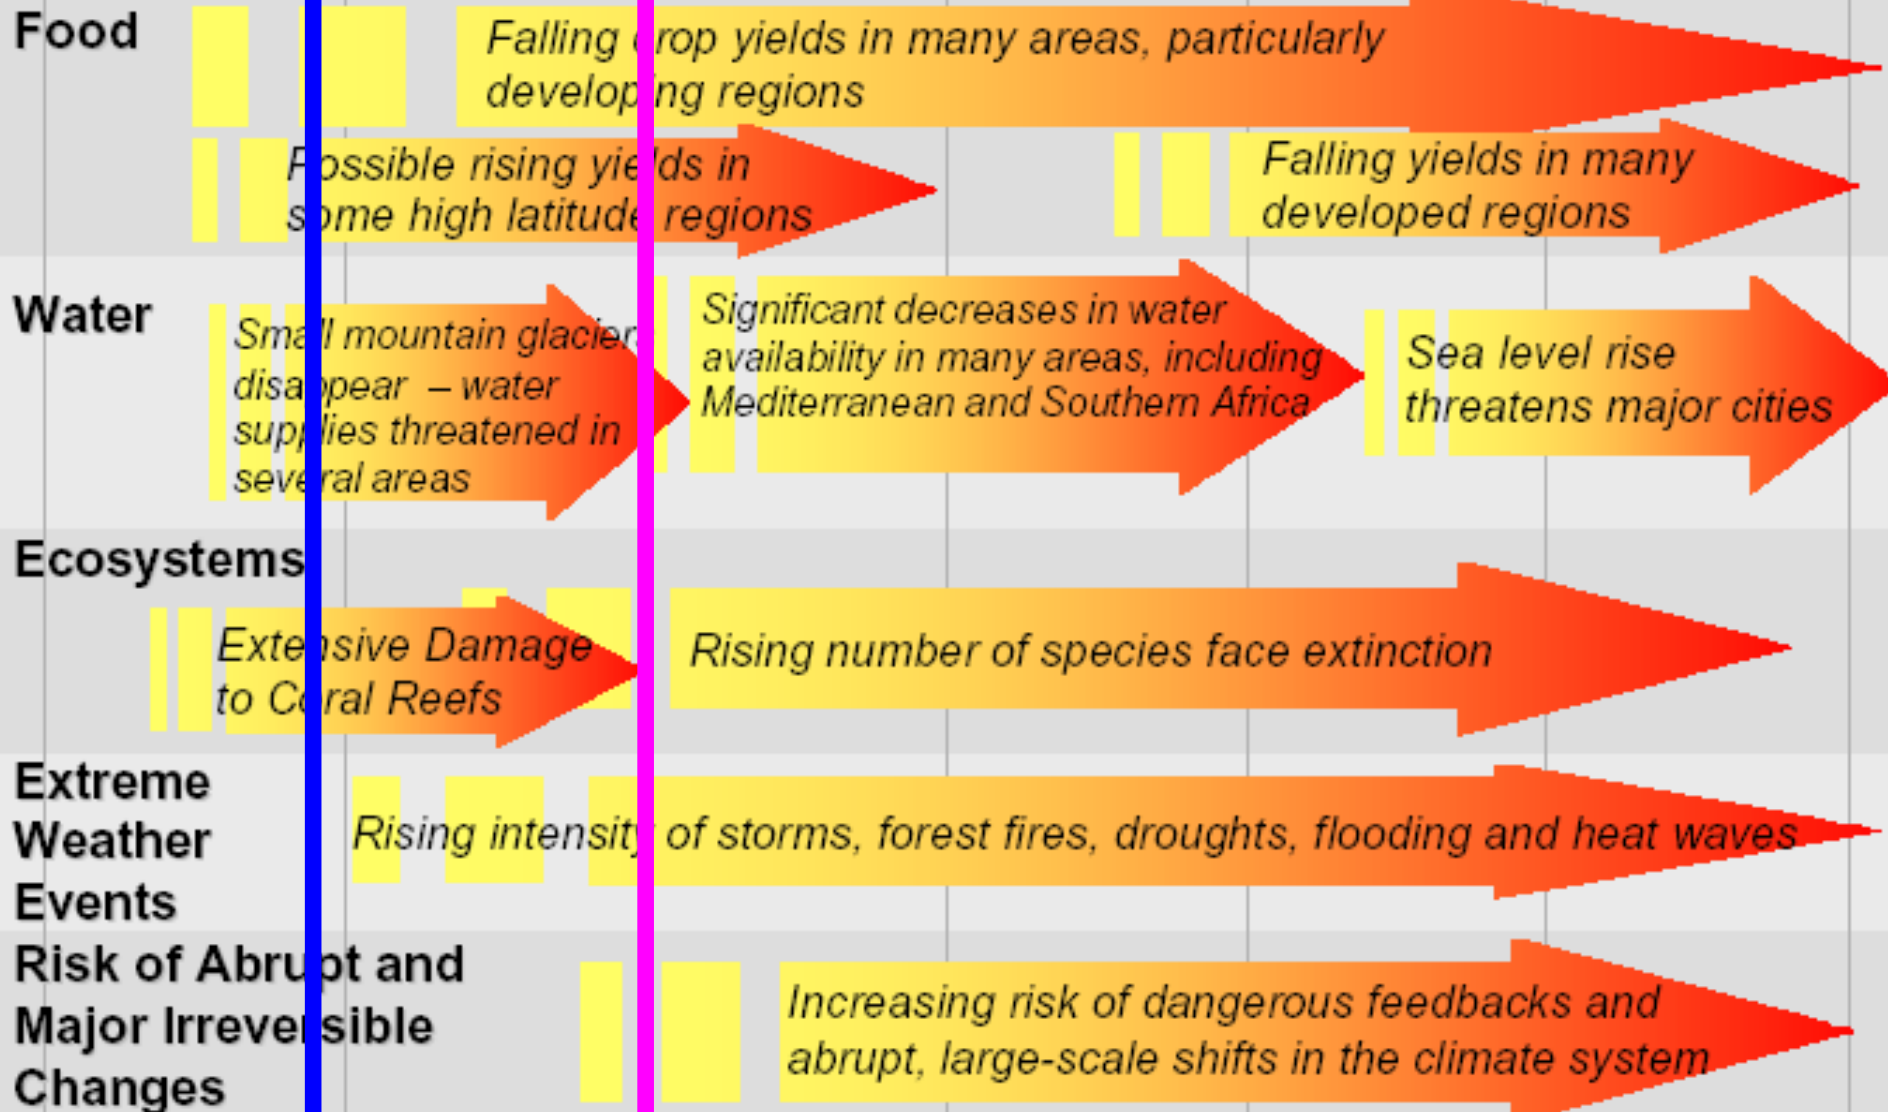 Food
Falling crop yields in many areas, particularly
developing regions
Possible rising yields in
some high latitude regions
Falling yields in many
developed regions
Water
Small mountain glaciers
disappear – water
supplies threatened in
several areas
Significant decreases in water
availability in many areas, including
Mediterranean and Southern Africa
Sea level rise
threatens major cities
Ecosystems
Extensive Damage
to Coral Reefs
Rising number of species face extinction
Extreme
Weather
Events
Rising intensity of storms, forest fires, droughts, flooding and heat waves
Risk of Abrupt and
Major Irreversible
Changes
Increasing risk of dangerous feedbacks and
abrupt, large-scale shifts in the climate system